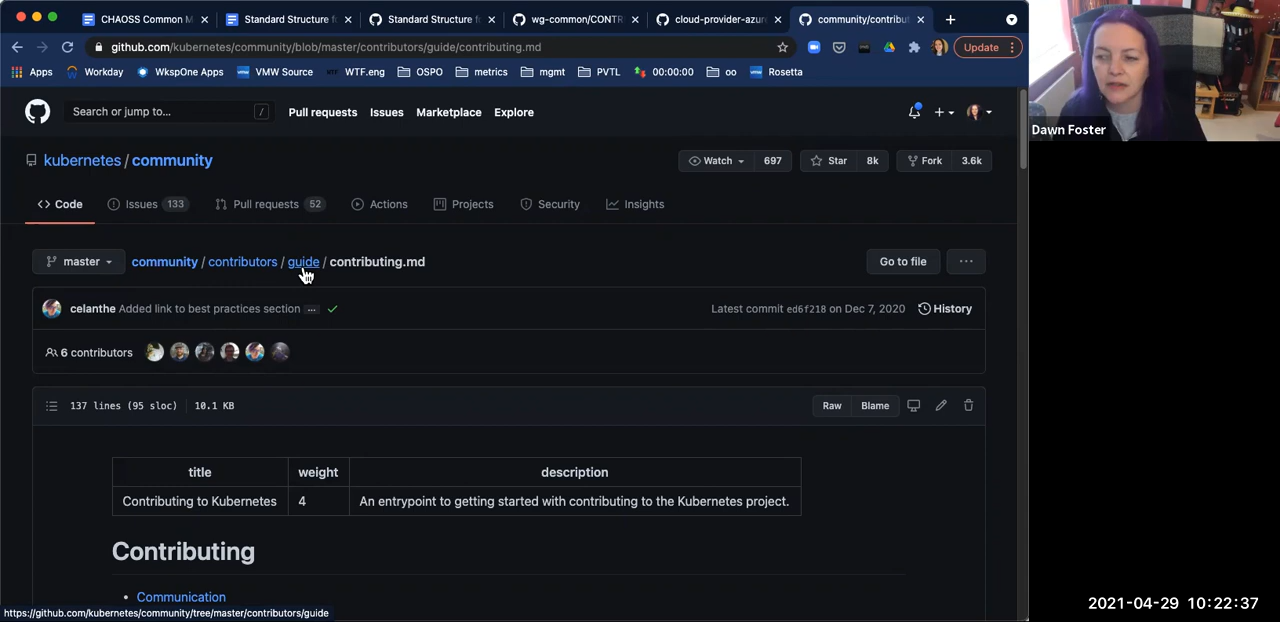 CHAOSS Common M
Standard Structure f
Standard Structure fo
wg-common/CONTR
cloud-provider-azure
community/contribut
github.com/kubernetes/community/blob/master/contributors/guide/contributing.md
Update
Apps
Workday
WkspOne Apps
VMW Source
WTF.eng
OSPO
metrics
mgmt
PVTL
00:00:00
oo
Rosetta
Search or jump to...
/
Pull requests
Issues
Marketplace
Explore
kubernetes / community
Watch 697
Star 8k
Fork 3.6k
Code
Issues 133
Pull requests 52
Actions
Projects
Security
Insights
master
community / contributors / guide / contributing.md
Go to file
celanthe Added link to best practices section
Latest commit ed6f218 on Dec 7, 2020
History
6 contributors
137 lines (95 sloc) 10.1 KB
Raw
Blame
title weight description
Contributing to Kubernetes 4 An entrypoint to getting started with contributing to the Kubernetes project.
Contributing
• Communication
https://github.com/kubernetes/community/tree/master/contributors/guide
Dawn Foster
2021-04-29 10:22:37